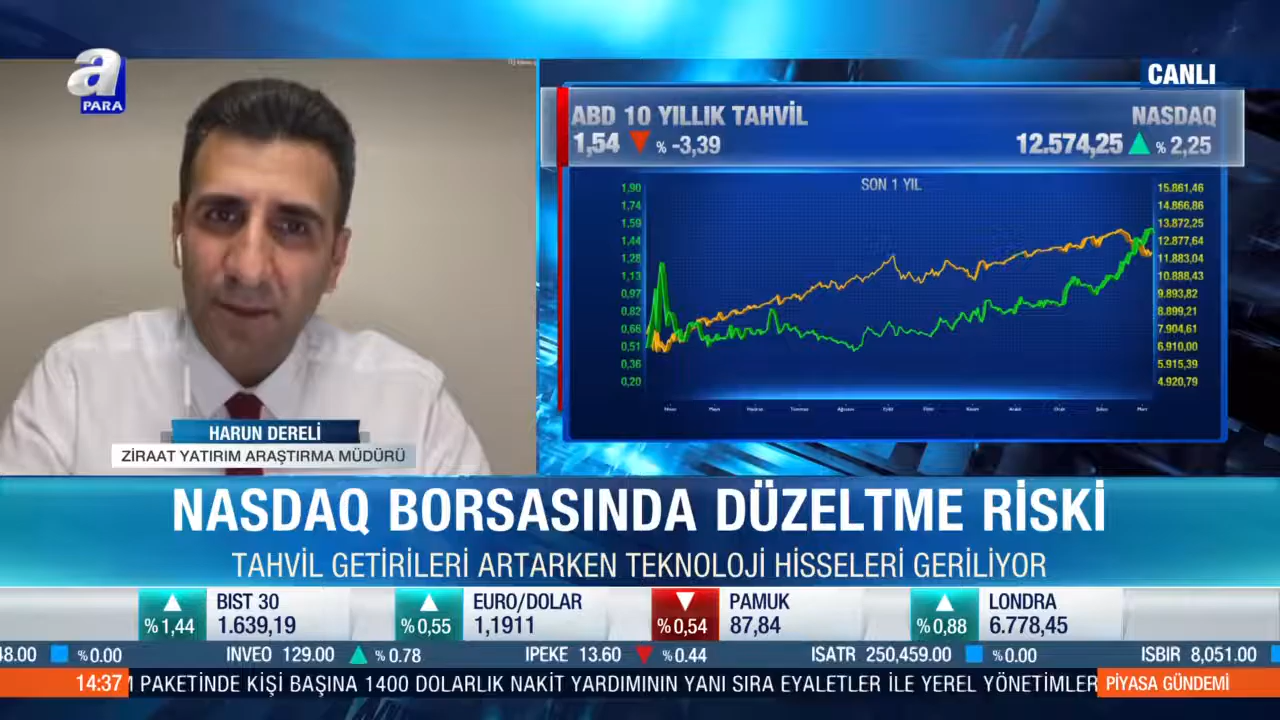 a
PARA
CANLI
ABD 10 YILLIK TAHVİL
1,54 % -3,39
NASDAQ
12.574,25 % 2,25
SON 1 YIL
1,90
1,74
1,59
1,44
1,28
1,13
0,97
0,82
0,66
0,51
0,36
0,20
15.861,46
14.866,86
13.872,25
12.877,64
11.883,04
10.888,43
9.893,82
8.899,21
7.904,61
6.910,00
5.915,39
4.920,79
HARUN DERELİ
ZİRAAT YATIRIM ARAŞTIRMA MÜDÜRÜ
NASDAQ BORSASINDA DÜZELTME RİSKİ
TAHVİL GETİRİLERİ ARTARKEN TEKNOLOJİ HİSSELERİ GERİLİYOR
% 1,44 BIST 30 1.639,19
% 0,55 EURO/DOLAR 1,1911
% 0,54 PAMUK 87,84
% 0,88 LONDRA 6.778,45
48.00 % 0.00 INVEO 129.00 % 0.78 IPEKE 13.60 % 0.44 ISATR 250,459.00 % 0.00 ISBIR 8,051.00
14:37 M PAKETİNDE KİŞİ BAŞINA 1400 DOLARLIK NAKİT YARDIMININ YANI SIRA EYALETLER İLE YEREL YÖNETİMLER PİYASA GÜNDEMİ